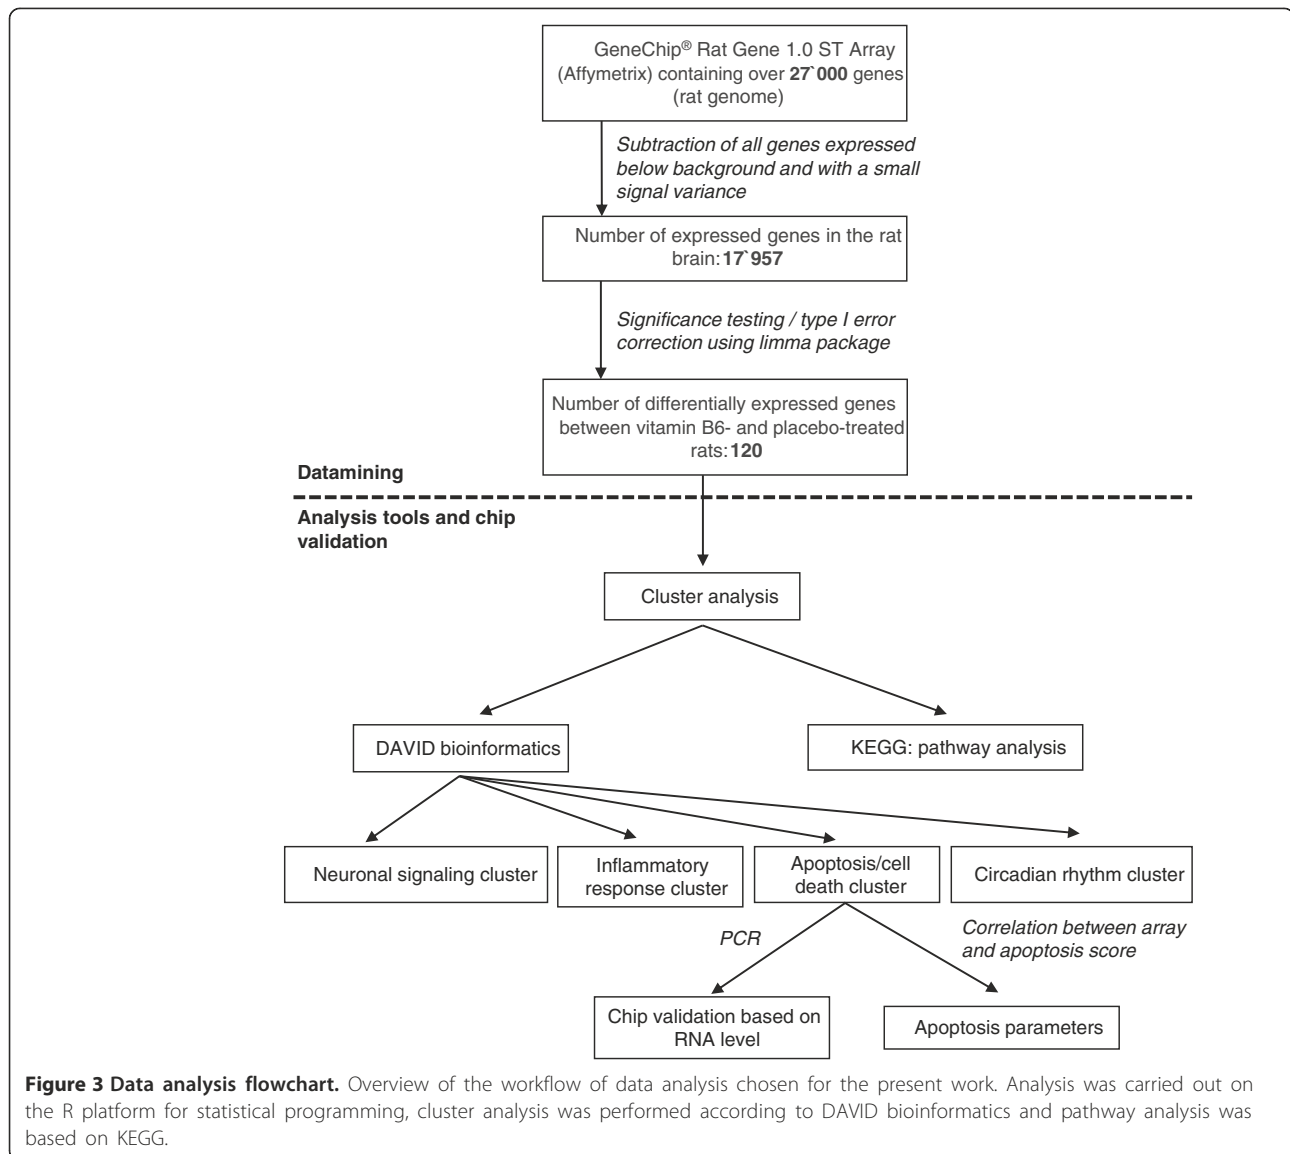 GeneChip® Rat Gene 1.0 ST Array
(Affymetrix) containing over 27`000 genes
(rat genome)
Subtraction of all genes expressed
below background and with a small
signal variance
Number of expressed genes in the rat
brain: 17`957
Significance testing / type I error
correction using limma package
Number of differentially expressed genes
between vitamin B6- and placebo-treated
rats: 120
Datamining
Analysis tools and chip
validation
Cluster analysis
DAVID bioinformatics
KEGG: pathway analysis
Neuronal signaling cluster
Inflammatory
response cluster
Apoptosis/cell
death cluster
Circadian rhythm cluster
PCR
Correlation between array
and apoptosis score
Chip validation based on
RNA level
Apoptosis parameters
Figure 3 Data analysis flowchart. Overview of the workflow of data analysis chosen for the present work. Analysis was carried out on
the R platform for statistical programming, cluster analysis was performed according to DAVID bioinformatics and pathway analysis was
based on KEGG.